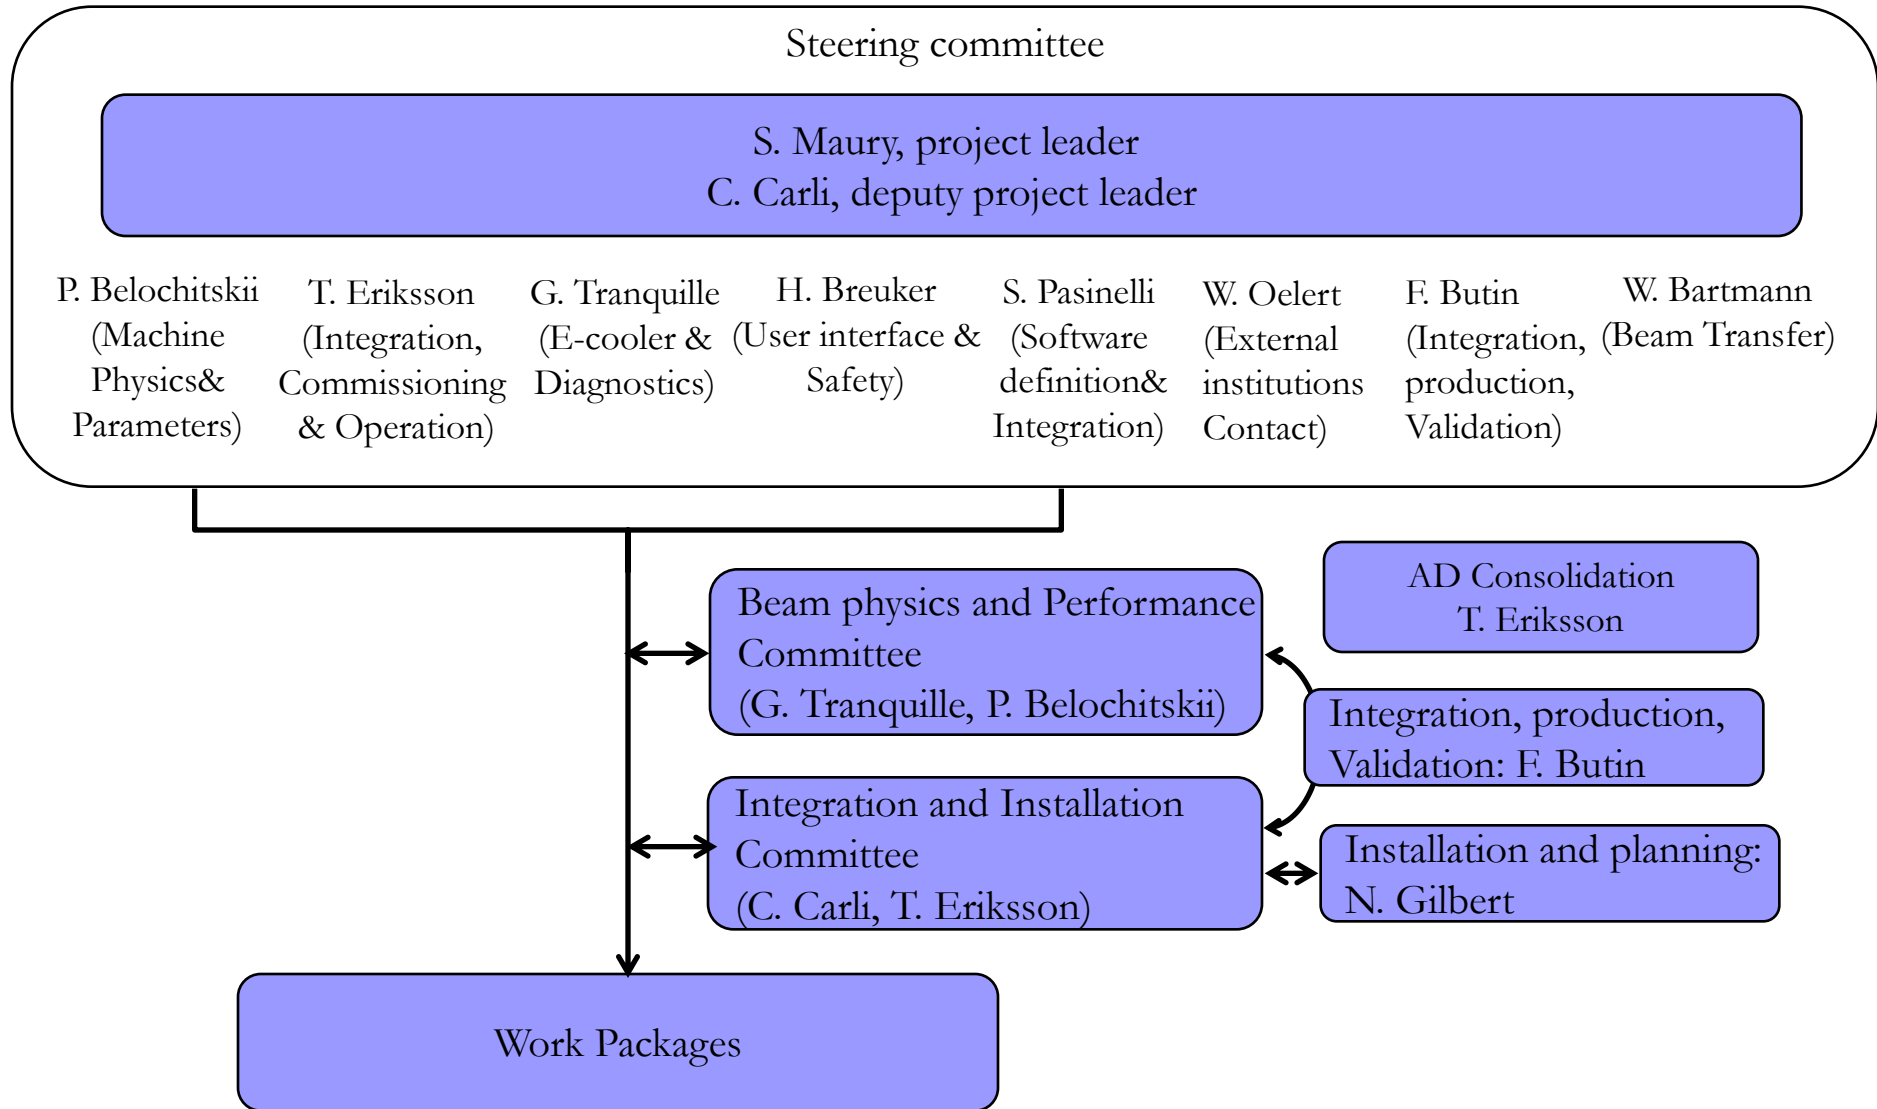 Steering committee
S. Maury, project leader
C. Carli, deputy project leader
P. Belochitskii
(Machine
Physics&
Parameters)
T. Eriksson
(Integration,
Commissioning
& Operation)
G. Tranquille
(E-cooler &
Diagnostics)
H. Breuker
(User interface &
Safety)
S. Pasinelli
(Software
definition&
Integration)
W. Oelert
(External
institutions
Contact)
F. Butin
(Integration,
production,
Validation)
W. Bartmann
(Beam Transfer)
Beam physics and Performance
Committee
(G. Tranquille, P. Belochitskii)
AD Consolidation
T. Eriksson
Integration, production,
Validation: F. Butin
Integration and Installation
Committee
(C. Carli, T. Eriksson)
Installation and planning:
N. Gilbert
Work Packages